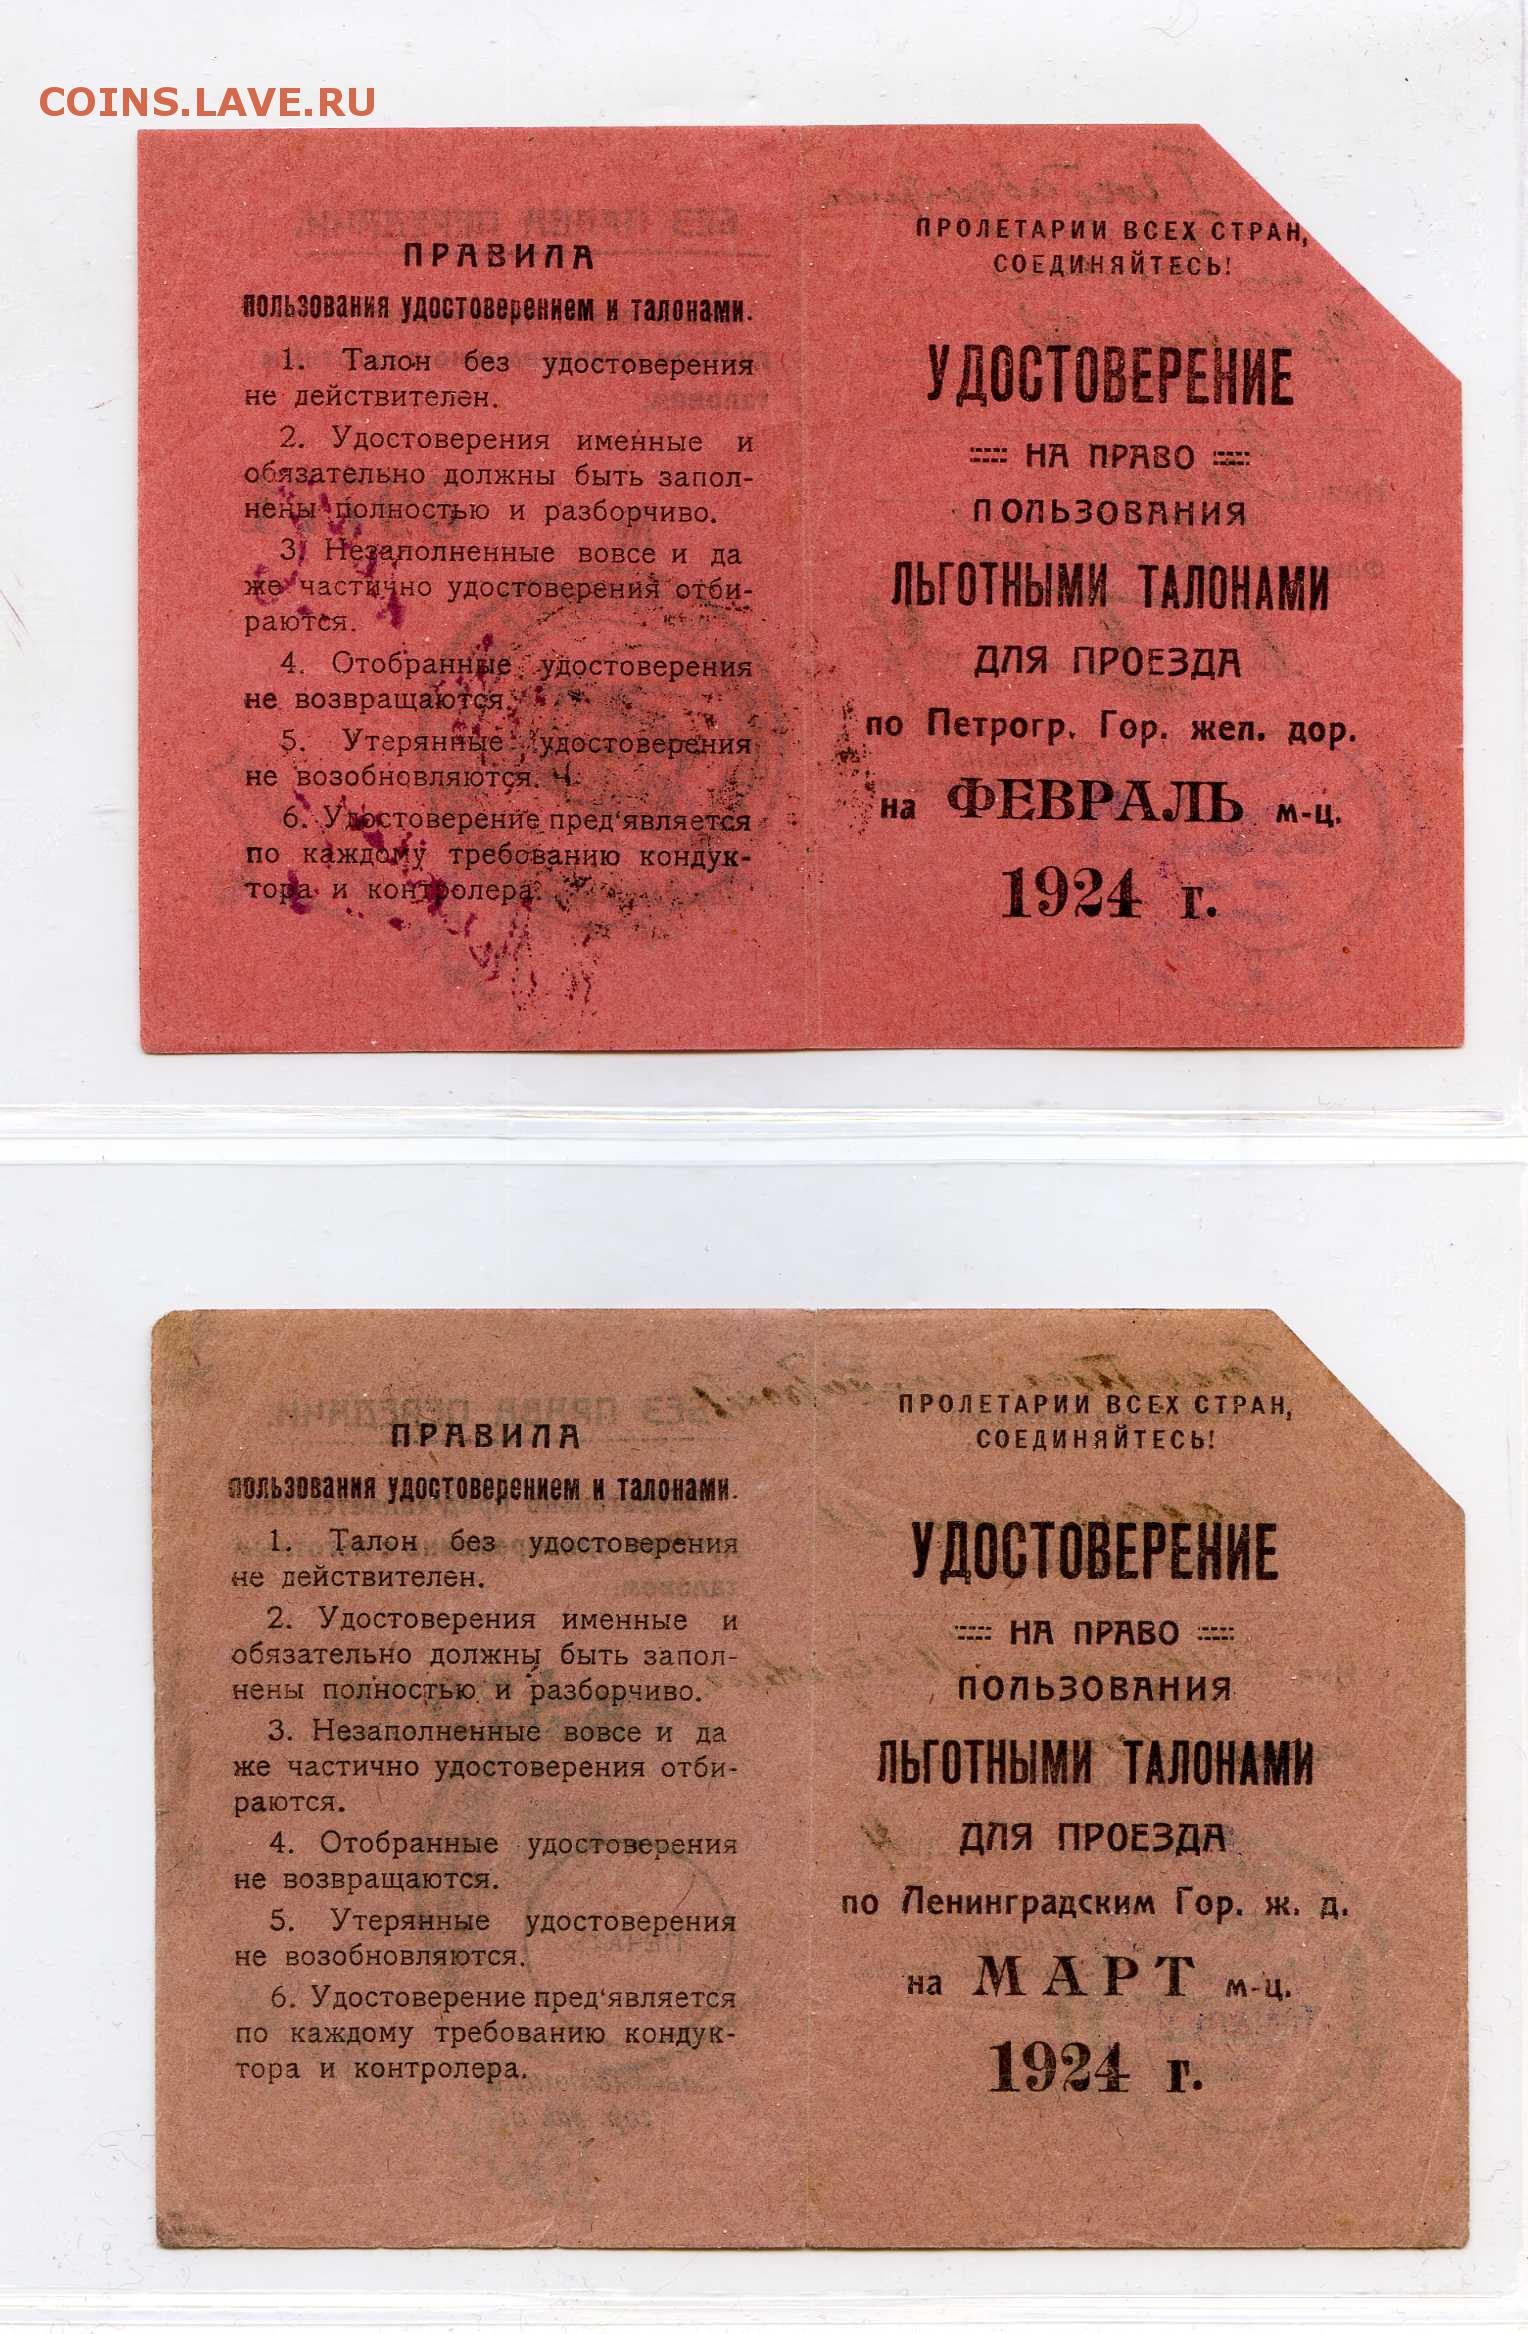 COINS.LAVE.RU
ПРАВИЛА
пользования удостоверением и талонами.
1. Талон без удостоверения
не действителен.
2. Удостоверения именные и
обязательно должны быть запол-
нены полностью и разборчиво.
3. Незаполненные вовсе и да
же частично удостоверения отби-
раются.
4. Отобранные удостоверения
не возвращаются.
5. Утерянные удостоверения
не возобновляются.
6. Удостоверение пред'является
по каждому требованию кондук-
тора и контролера.
ПРОЛЕТАРИИ ВСЕХ СТРАН,
СОЕДИНЯЙТЕСЬ!
УДОСТОВЕРЕНИЕ
НА ПРАВО
ПОЛЬЗОВАНИЯ
ЛЬГОТНЫМИ ТАЛОНАМИ
ДЛЯ ПРОЕЗДА
по Петрогр. Гор. жел. дор.
на ФЕВРАЛЬ м-ц.
1924 г.
ПРАВИЛА
пользования удостоверением и талонами.
1. Талон без удостоверения
не действителен.
2. Удостоверения именные и
обязательно должны быть запол-
нены полностью и разборчиво.
3. Незаполненные вовсе и да
же частично удостоверения отби-
раются.
4. Отобранные удостоверения
не возвращаются.
5. Утерянные удостоверения
не возобновляются.
6. Удостоверение пред'является
по каждому требованию кондук-
тора и контролера.
ПРОЛЕТАРИИ ВСЕХ СТРАН,
СОЕДИНЯЙТЕСЬ!
УДОСТОВЕРЕНИЕ
НА ПРАВО
ПОЛЬЗОВАНИЯ
ЛЬГОТНЫМИ ТАЛОНАМИ
ДЛЯ ПРОЕЗДА
по Ленинградским Гор. ж. д.
на МАРТ м-ц.
1924 г.